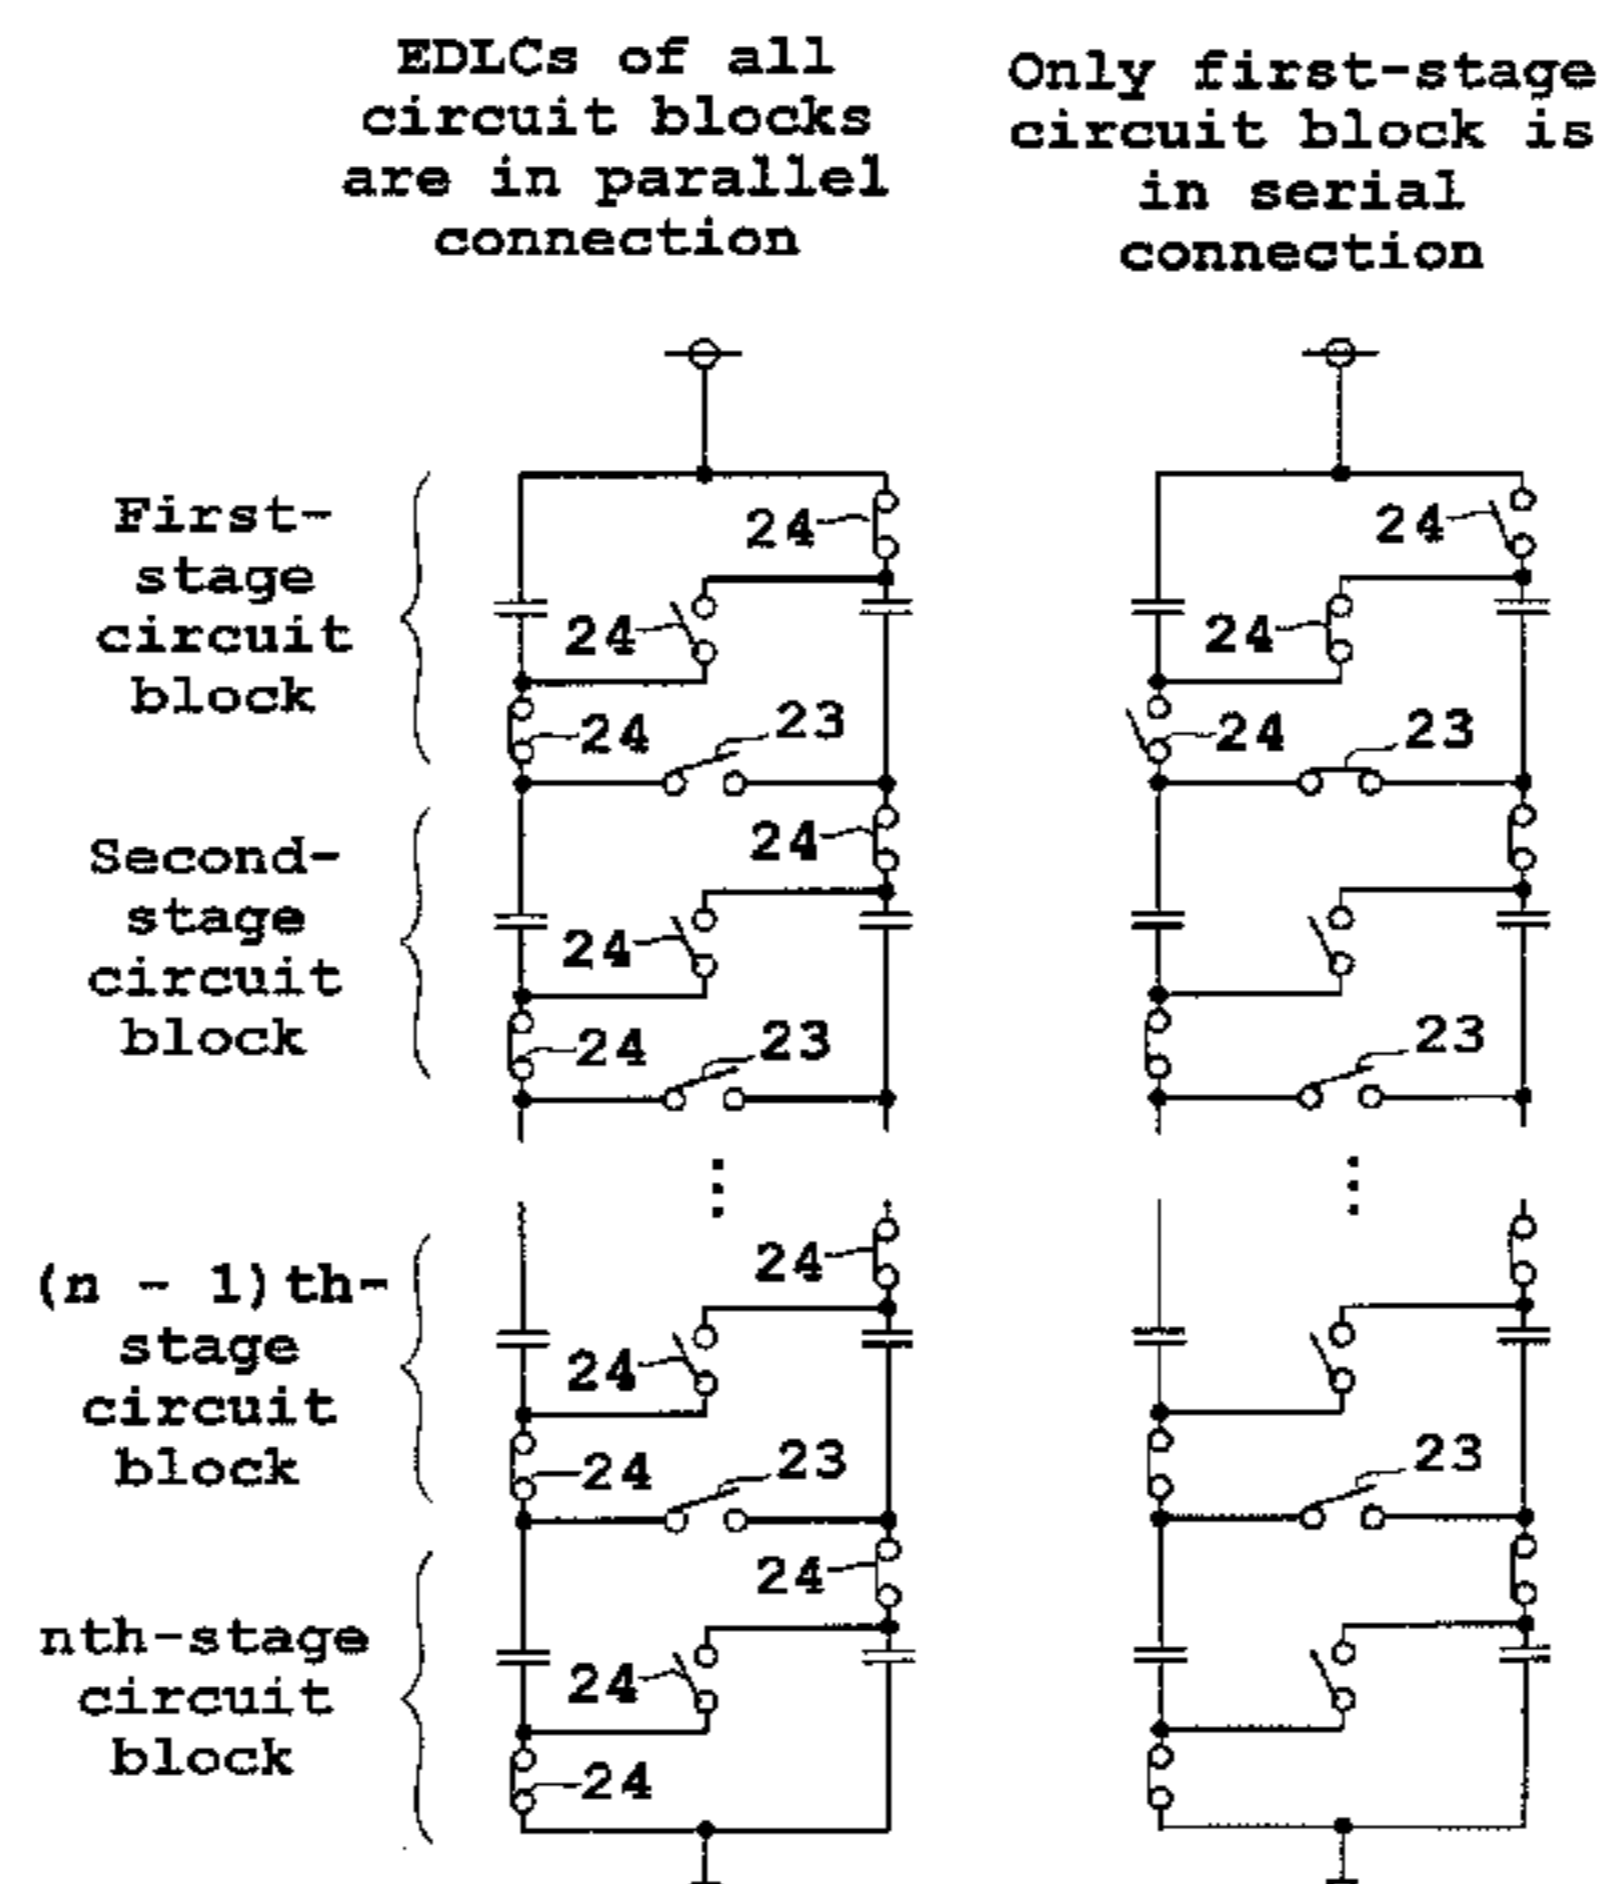 EDLCs of all
circuit blocks
are in parallel
connection
Only first-stage
circuit block is
in serial
connection
First-
stage
circuit
block
24
24
24
23
24
24
23
Second-
stage
circuit
block
24
24
24
23
23
(n - 1)th-
stage
circuit
block
24
24
24
23
23
nth-stage
circuit
block
24
24
24